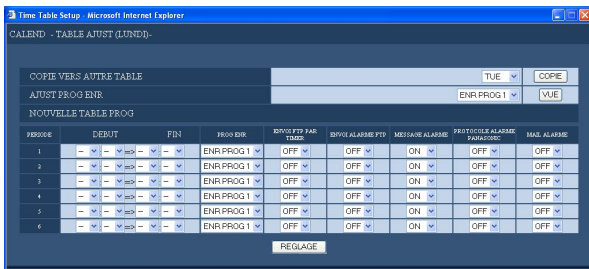 Time Table Setup - Microsoft Internet Explorer
CALEND - TABLE AJUST (LUNDI)-
COPIE VERS AUTRE TABLE TUE COPIE
AJUST PROG ENR ENR PROG 1 VUE
NOUVELLE TABLE PROG
PERIODE DEBUT FIN PROG ENR ENVOI FTP PAR TIMER ENVOI ALARME FTP MESSAGE ALARME PROTOCOLE ALARME PANASONIC MAIL ALARME
1 -- : -- => -- : -- ENR PROG 1 OFF OFF ON OFF OFF
2 -- : -- => -- : -- ENR PROG 1 OFF OFF ON OFF OFF
3 -- : -- => -- : -- ENR PROG 1 OFF OFF ON OFF OFF
4 -- : -- => -- : -- ENR PROG 1 OFF OFF ON OFF OFF
5 -- : -- => -- : -- ENR PROG 1 OFF OFF ON OFF OFF
6 -- : -- => -- : -- ENR PROG 1 OFF OFF ON OFF OFF
REGLAGE